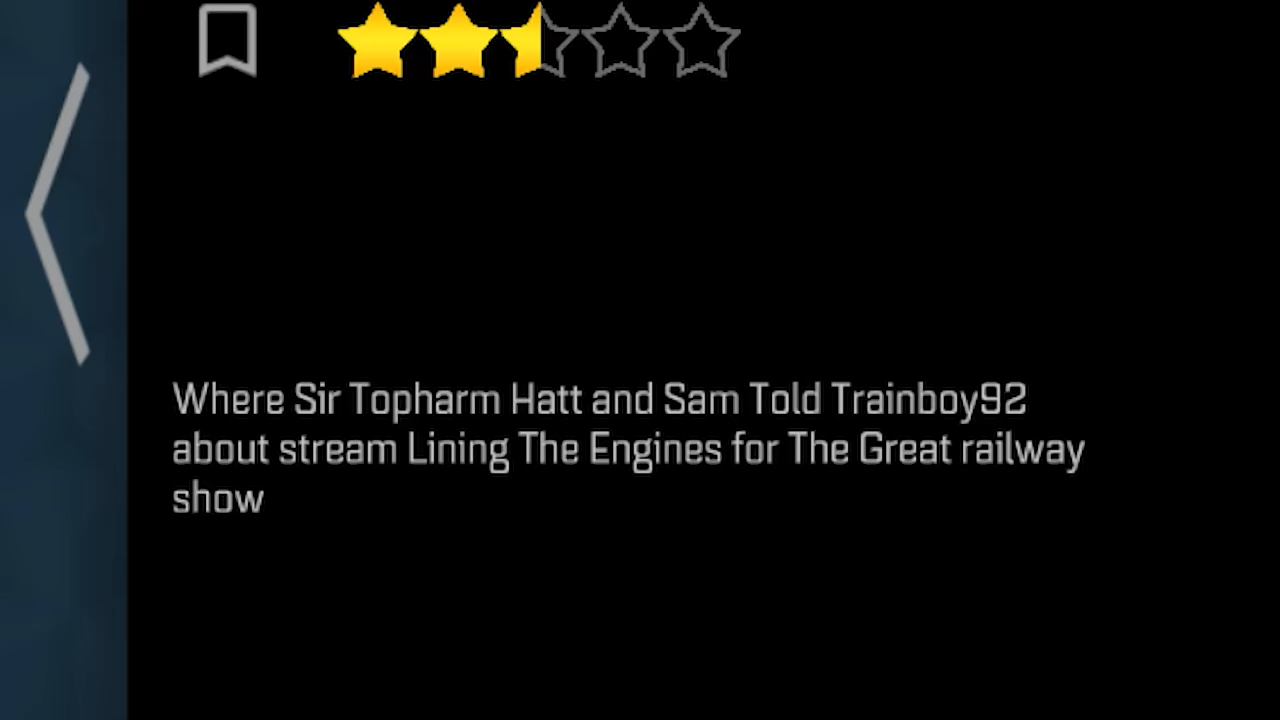 Where Sir Topharm Hatt and Sam Told Trainboy92
about stream Lining The Engines for The Great railway
show